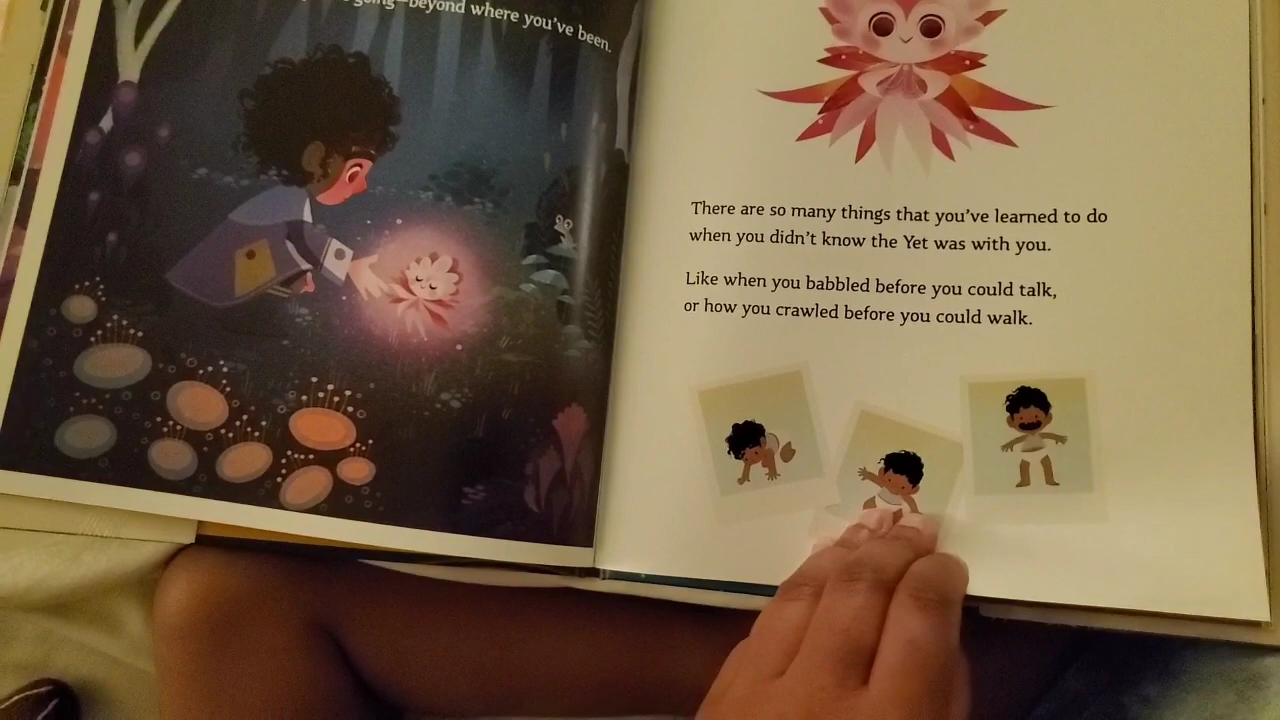 going—beyond where you've been.
There are so many things that you've learned to do
when you didn't know the Yet was with you.
Like when you babbled before you could talk,
or how you crawled before you could walk.